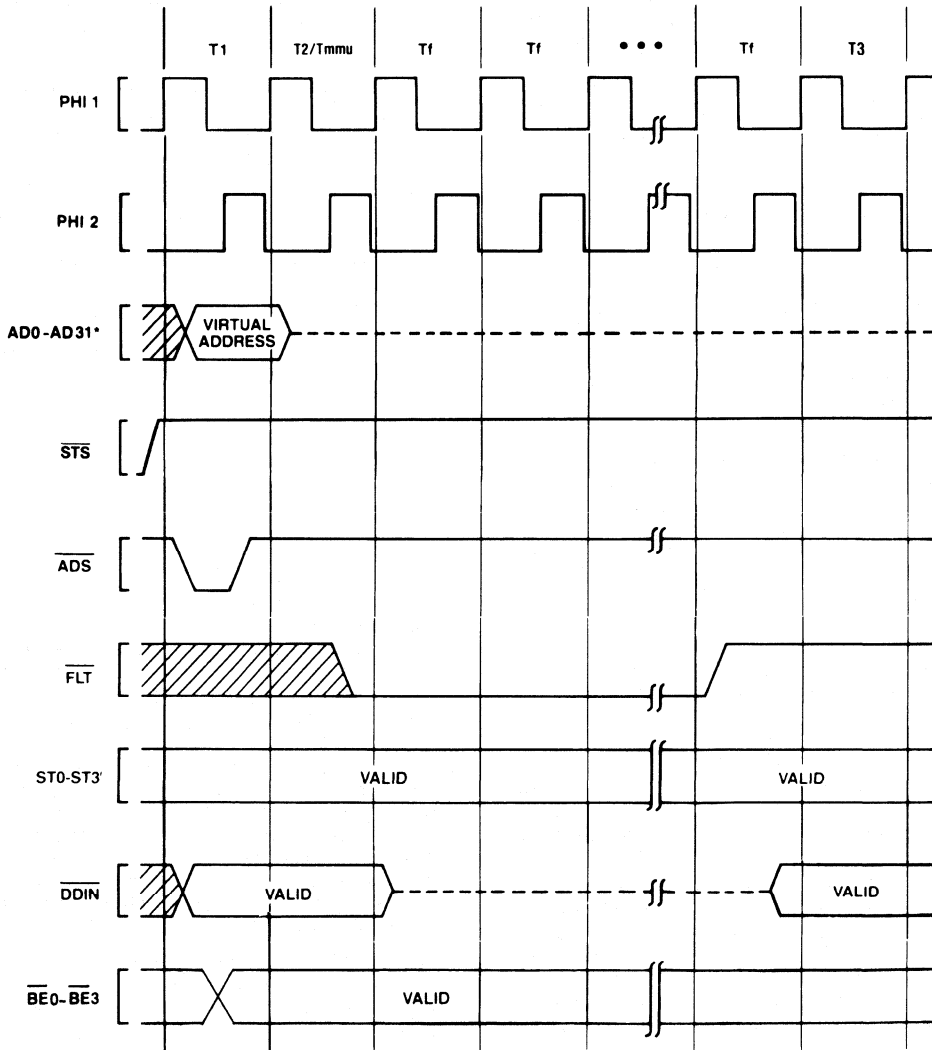 T1 T2/Tmmu Tf Tf • • • Tf T3
PHI 1
PHI 2
AD0-AD31*
VIRTUAL
ADDRESS
STS
ADS
FLT
ST0-ST3'
VALID VALID
DDIN
VALID VALID
BE0-BE3
VALID